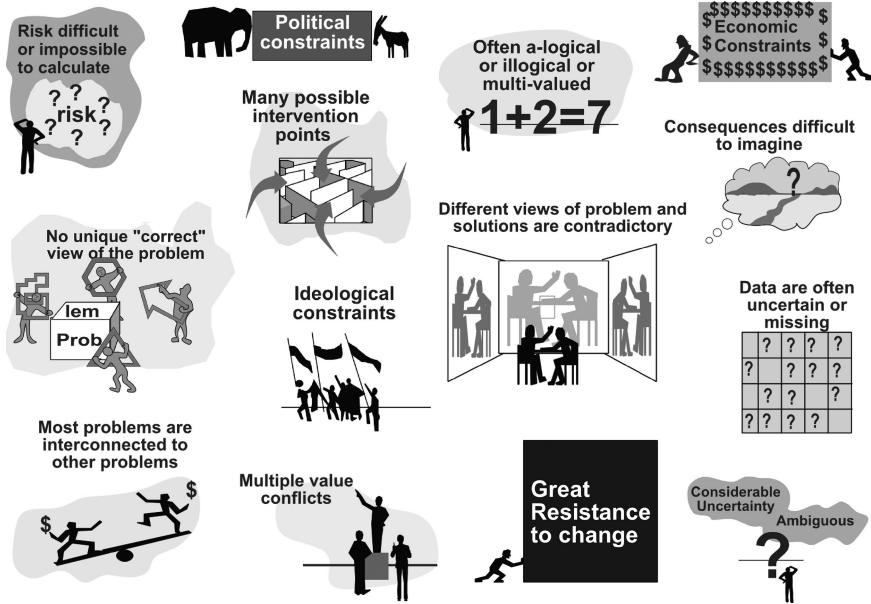 Risk difficult
or impossible
to calculate
? ? ?
? risk ?
?
Political
constraints
Often a-logical
or illogical or
multi-valued
1+2=7
$$$$$$$$$$
$ Economic $
$ Constraints $
$$$$$$$$$$
Many possible
intervention
points
Consequences difficult
to imagine
?
No unique "correct"
view of the problem
lem
Prob
Ideological
constraints
Different views of problem and
solutions are contradictory
Data are often
uncertain or
missing
? ? ? ?
? ? ? ?
? ? ?
? ? ? ?
Most problems are
interconnected to
other problems
$
$
Multiple value
conflicts
Great
Resistance
to change
Considerable
Uncertainty
Ambiguous
?